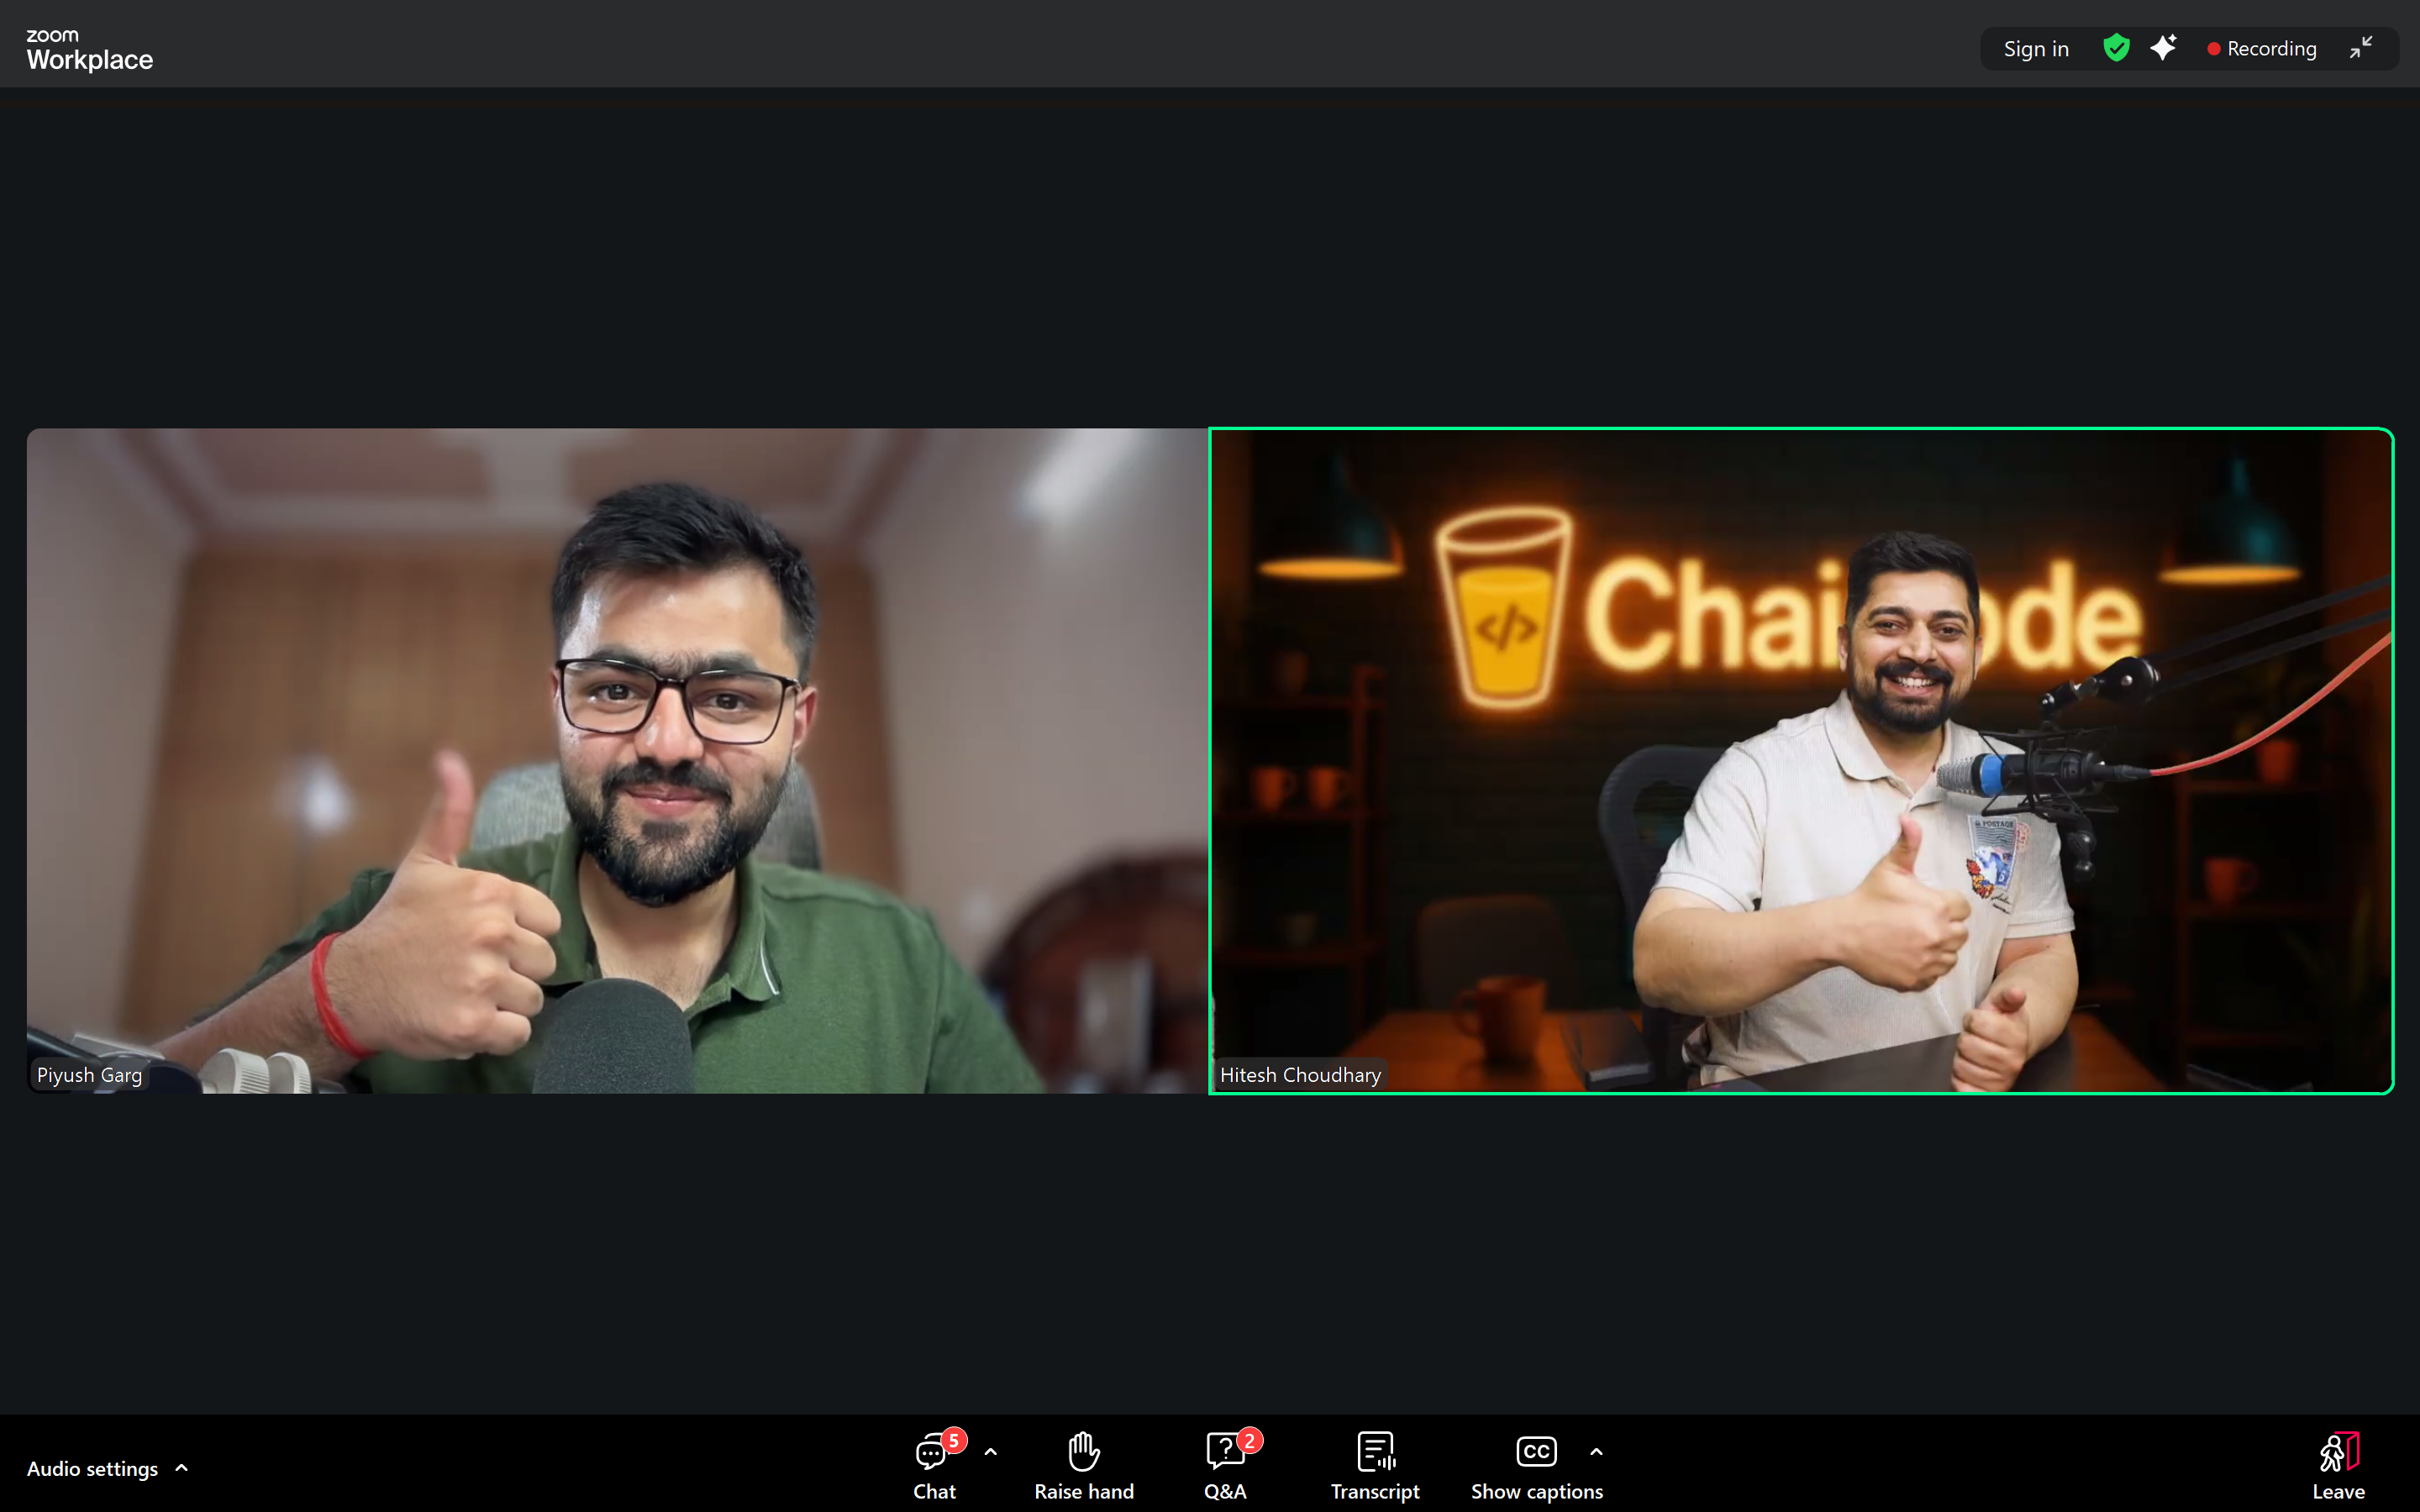 zoom
Workplace
Sign in
Recording
Chai ode
</>
POSTAGE
Piyush Garg
Hitesh Choudhary
Audio settings
5
Chat
Raise hand
2
Q&A
Transcript
CC
Show captions
Leave